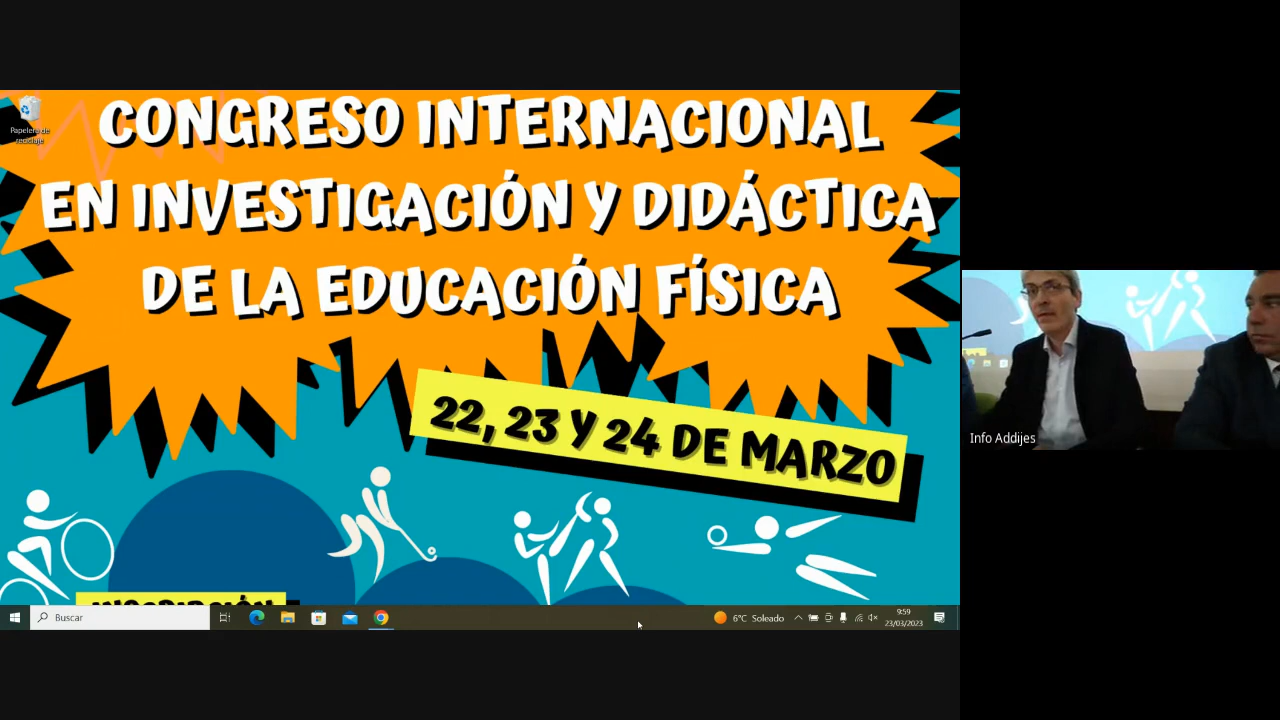 CONGRESO INTERNACIONAL
EN INVESTIGACIÓN Y DIDÁCTICA
DE LA EDUCACIÓN FÍSICA
22, 23 Y 24 DE MARZO
Papelera de
reciclaje
INSCRIPCIÓN
Buscar
6°C Soleado
9:59
23/03/2023
Info Addijes